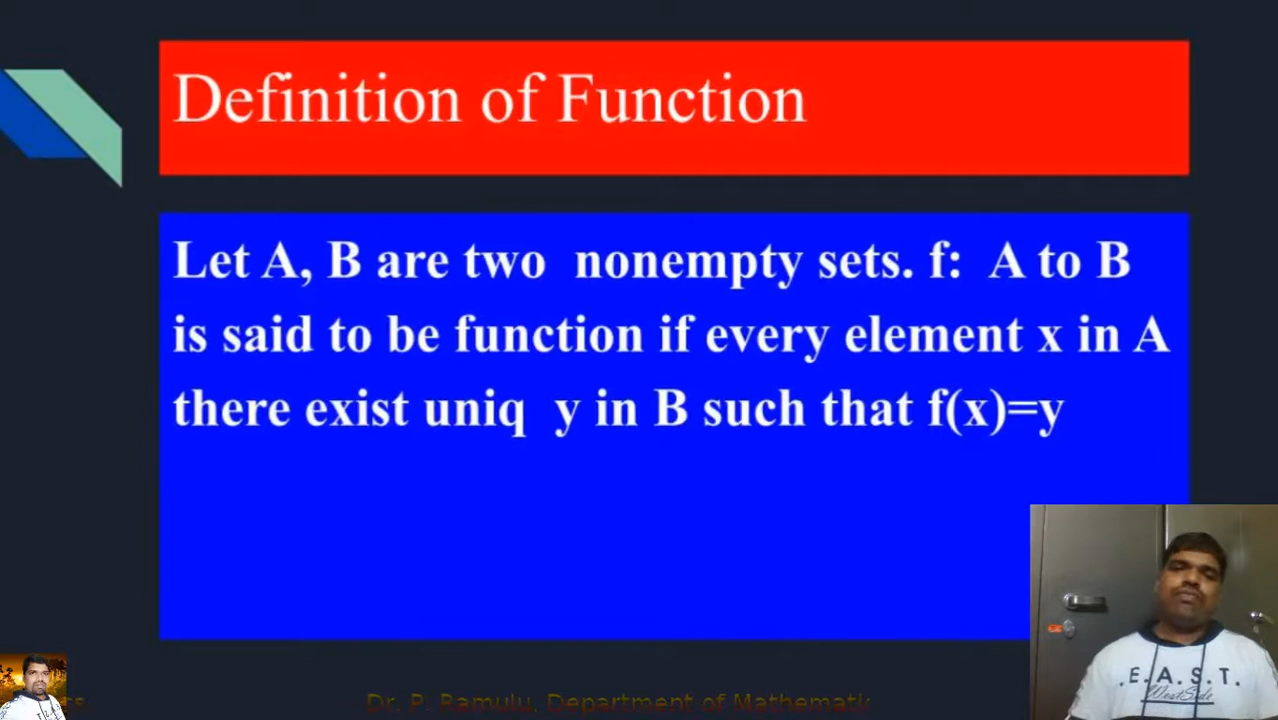 Definition of Function
Let A, B are two nonempty sets. f: A to B
is said to be function if every element x in A
there exist uniq y in B such that f(x)=y
.E.A.S.T.
WestSide
Dr. P. Ramulu, Department of Mathematic